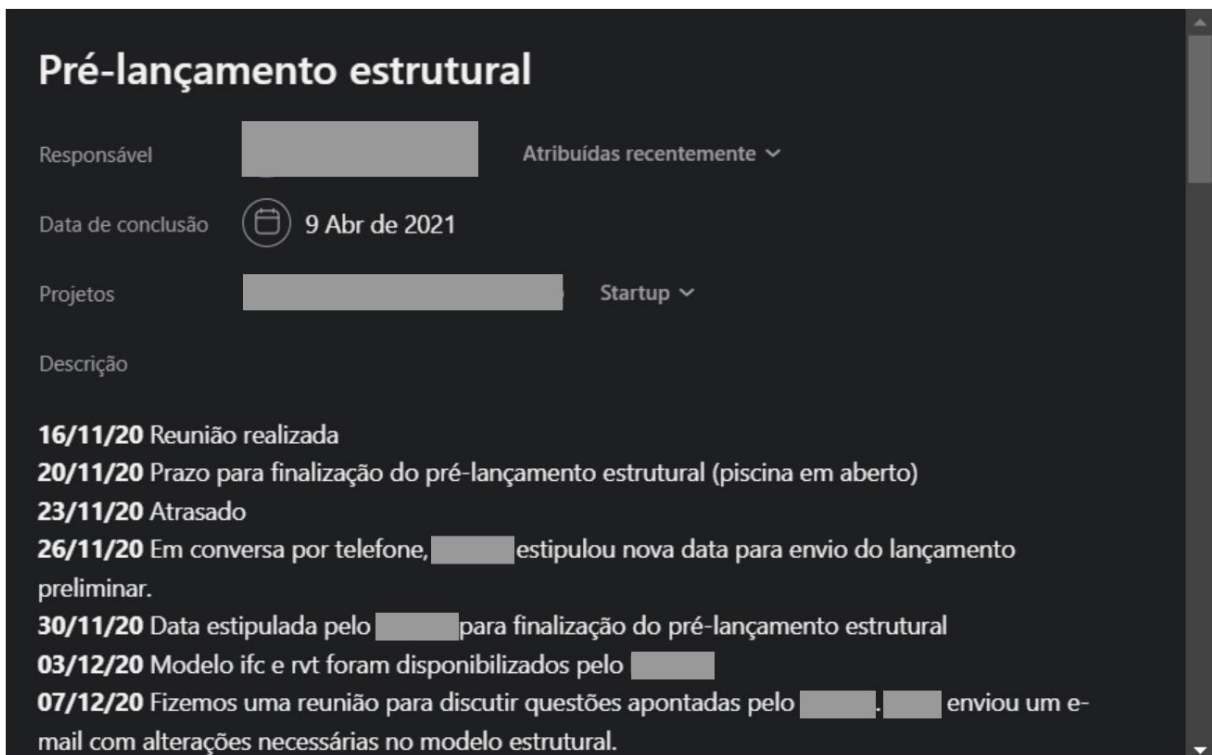 Pré-lançamento estrutural
Responsável Atribuídas recentemente
Data de conclusão 9 Abr de 2021
Projetos Startup
Descrição
16/11/20 Reunião realizada
20/11/20 Prazo para finalização do pré-lançamento estrutural (piscina em aberto)
23/11/20 Atrasado
26/11/20 Em conversa por telefone, estipulou nova data para envio do lançamento
preliminar.
30/11/20 Data estipulada pelo para finalização do pré-lançamento estrutural
03/12/20 Modelo ifc e rvt foram disponibilizados pelo
07/12/20 Fizemos uma reunião para discutir questões apontadas pelo . enviou um e-
mail com alterações necessárias no modelo estrutural.